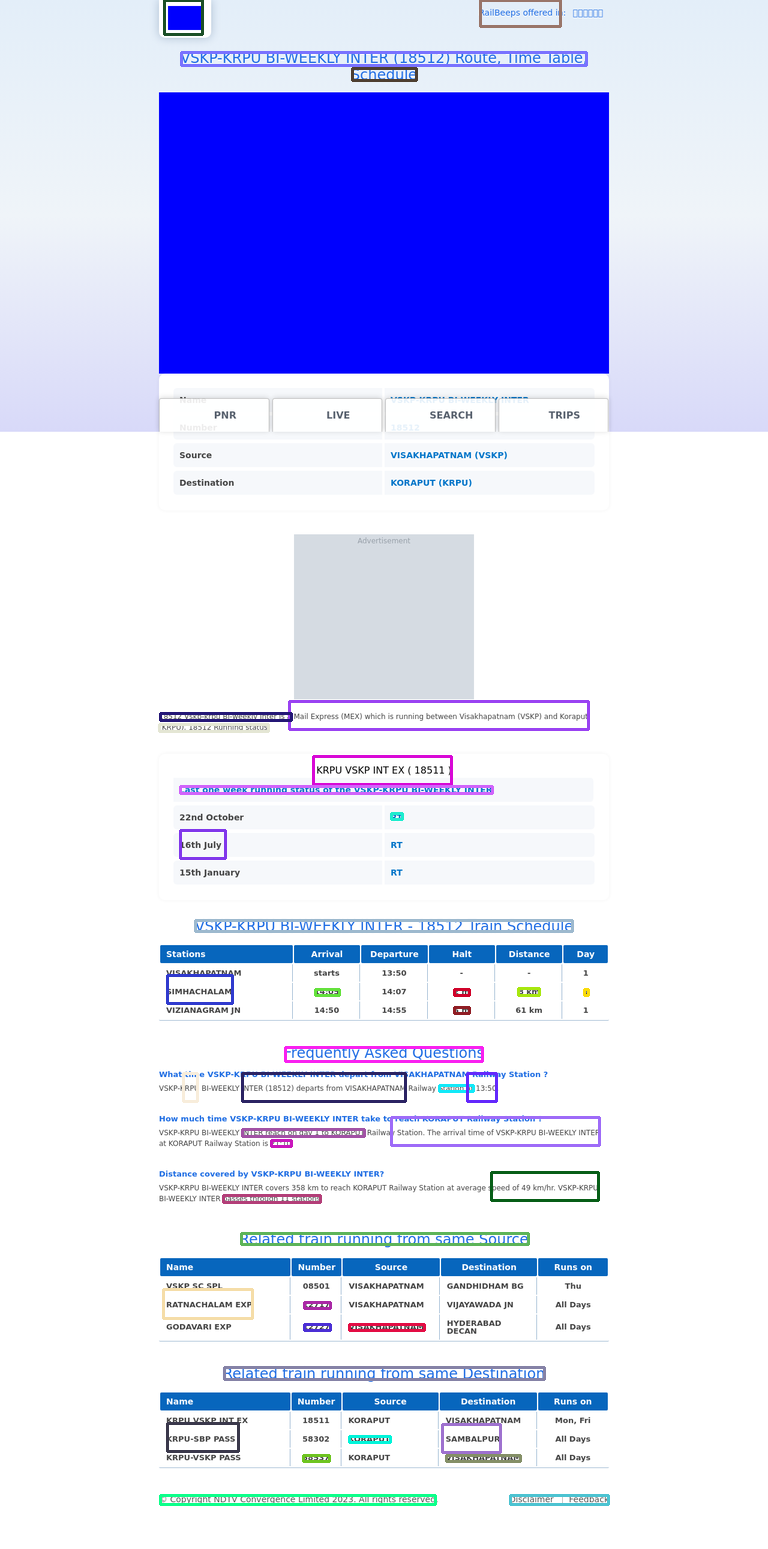 RailBeeps offered in:
VSKP-KRPU BI-WEEKLY INTER (18512) Route, Time Table,
Schedule
Name VSKP-KRPU BI-WEEKLY INTER
PNR LIVE SEARCH TRIPS
Number 18512
Source VISAKHAPATNAM (VSKP)
Destination KORAPUT (KRPU)
Advertisement
18512 Vskp-krpu Bi-weekly Inter is a Mail Express (MEX) which is running between Visakhapatnam (VSKP) and Koraput
(KRPU). 18512 Running status
KRPU VSKP INT EX ( 18511 )
Last one week running status of the VSKP-KRPU BI-WEEKLY INTER
22nd October RT
16th July RT
15th January RT
VSKP-KRPU BI-WEEKLY INTER - 18512 Train Schedule
Stations Arrival Departure Halt Distance Day
VISAKHAPATNAM starts 13:50 - - 1
SIMHACHALAM 14:05 14:07 km
VIZIANAGRAM JN 14:50 14:55 61 km 1
Frequently Asked Questions
What time VSKP-KRPU BI-WEEKLY INTER depart from VISAKHAPATNAM Railway Station ?
VSKP-KRPU BI-WEEKLY INTER (18512) departs from VISAKHAPATNAM Railway Station 13:50
How much time VSKP-KRPU BI-WEEKLY INTER take to reach KORAPUT Railway Station ?
VSKP-KRPU BI-WEEKLY INTER reach on day 1 to KORAPUT Railway Station. The arrival time of VSKP-KRPU BI-WEEKLY INTER
at KORAPUT Railway Station is
Distance covered by VSKP-KRPU BI-WEEKLY INTER?
VSKP-KRPU BI-WEEKLY INTER covers 358 km to reach KORAPUT Railway Station at average speed of 49 km/hr. VSKP-KRPU
BI-WEEKLY INTER passes through 11 stations
Related train running from same Source
Name Number Source Destination Runs on
VSKP SC SPL 08501 VISAKHAPATNAM GANDHIDHAM BG Thu
RATNACHALAM EXP 12717 VISAKHAPATNAM VIJAYAWADA JN All Days
GODAVARI EXP 12727 VISAKHAPATNAM HYDERABAD DECAN All Days
Related train running from same Destination
Name Number Source Destination Runs on
KRPU VSKP INT EX 18511 KORAPUT VISAKHAPATNAM Mon, Fri
KRPU-SBP PASS 58302 KORAPUT SAMBALPUR All Days
KRPU-VSKP PASS KORAPUT VISAKHAPATNAM All Days
© Copyright NDTV Convergence Limited 2023. All rights reserved Disclaimer | Feedback